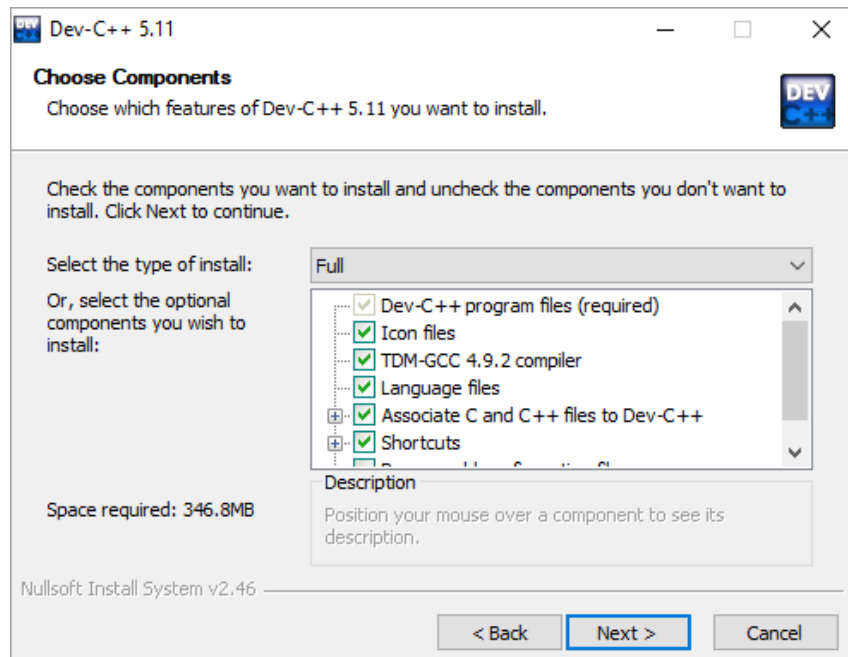 Dev-C++ 5.11
Choose Components
Choose which features of Dev-C++ 5.11 you want to install.
DEV
C++
Check the components you want to install and uncheck the components you don't want to
install. Click Next to continue.
Select the type of install:
Full
Or, select the optional
components you wish to
install:
Dev-C++ program files (required)
Icon files
TDM-GCC 4.9.2 compiler
Language files
Associate C and C++ files to Dev-C++
Shortcuts
Space required: 346.8MB
Description
Position your mouse over a component to see its
description.
Nullsoft Install System v2.46
< Back
Next >
Cancel